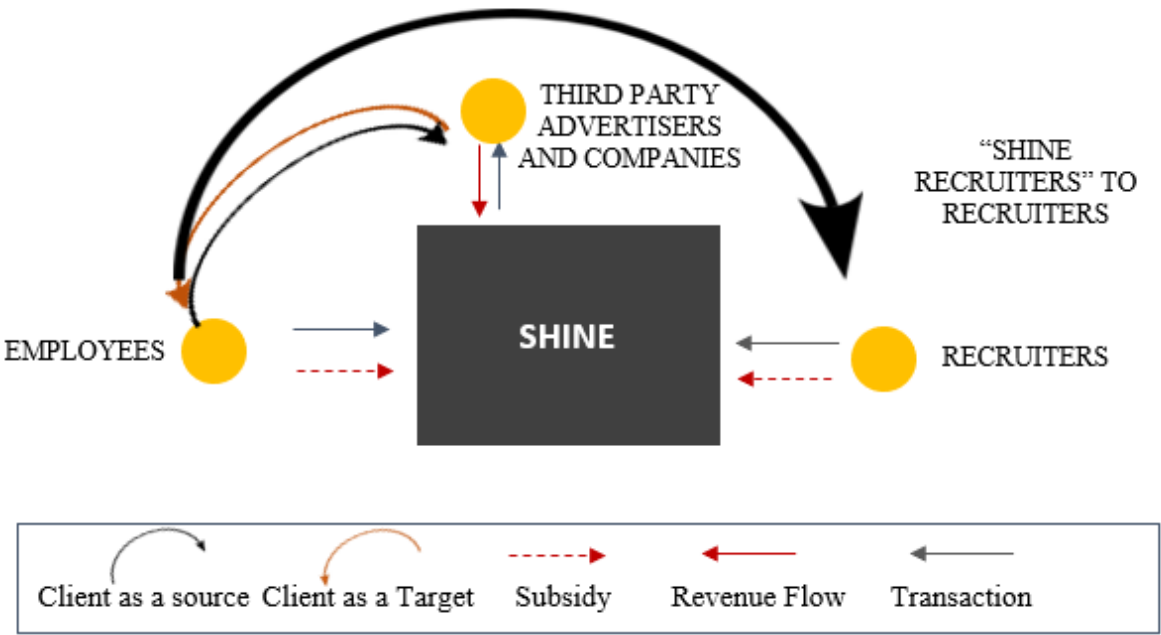 THIRD PARTY
ADVERTISERS
AND COMPANIES
“SHINE
RECRUITERS” TO
RECRUITERS
EMPLOYEES
SHINE
RECRUITERS
Client as a source
Client as a Target
Subsidy
Revenue Flow
Transaction